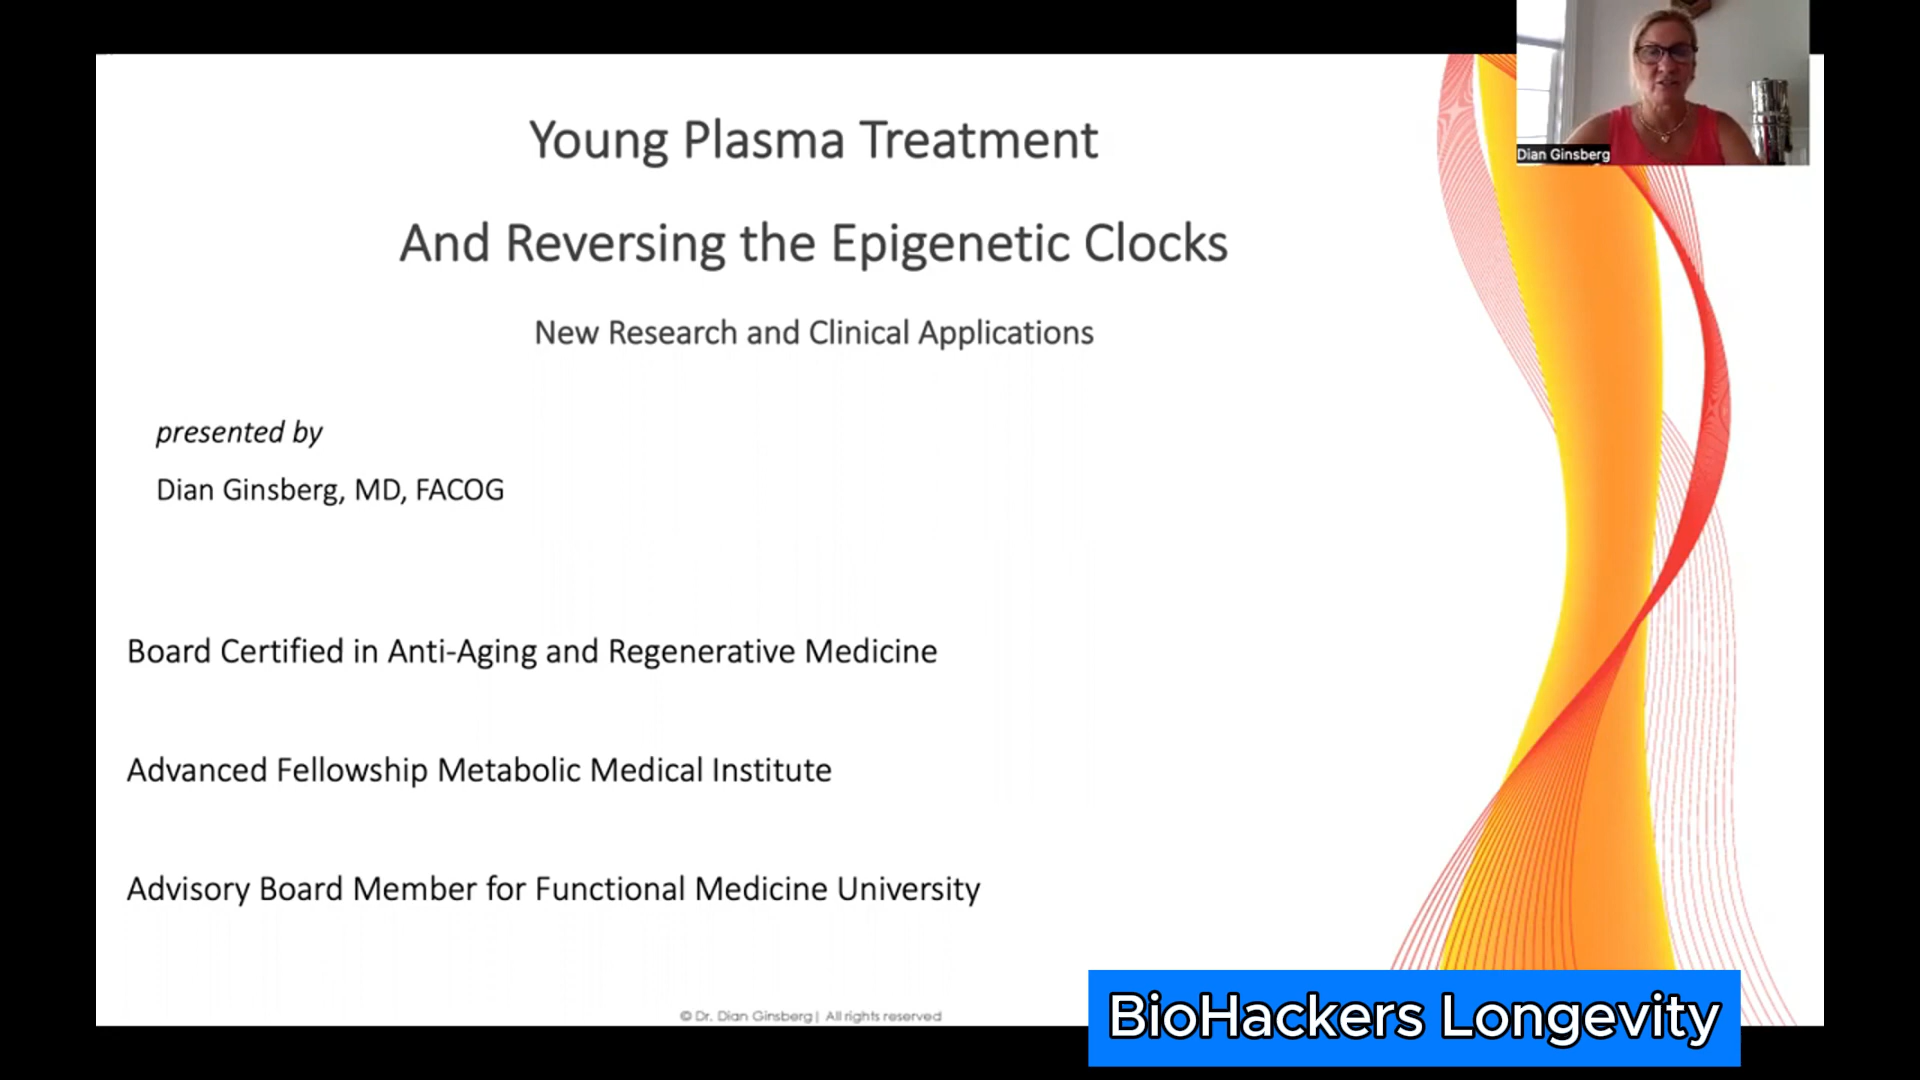 Young Plasma Treatment
And Reversing the Epigenetic Clocks
New Research and Clinical Applications
presented by
Dian Ginsberg, MD, FACOG
Board Certified in Anti-Aging and Regenerative Medicine
Advanced Fellowship Metabolic Medical Institute
Advisory Board Member for Functional Medicine University
© Dr. Dian Ginsberg| All rights reserved
Dian Ginsberg
BioHackers Longevity